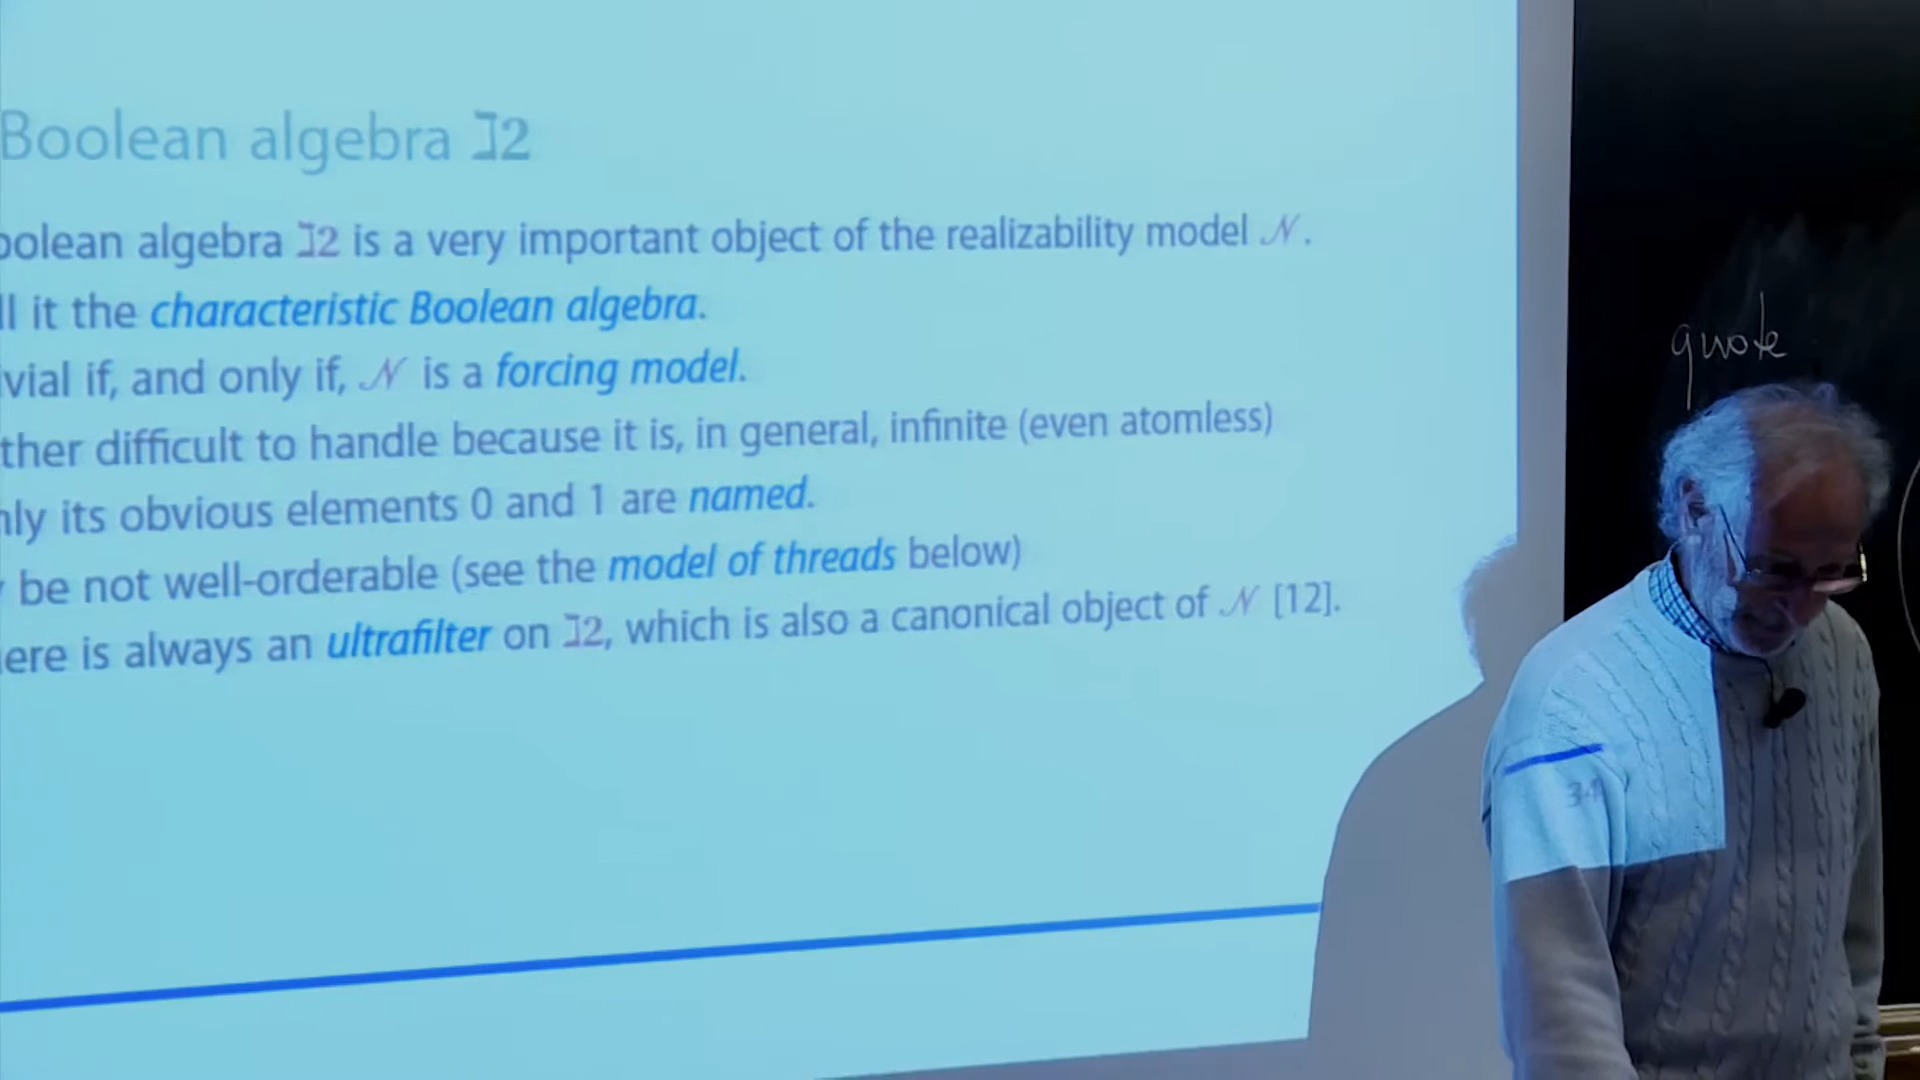 Boolean algebra ℷ2
oolean algebra ℷ2 is a very important object of the realizability model 𝒩.
ll it the characteristic Boolean algebra.
vial if, and only if, 𝒩 is a forcing model.
ther difficult to handle because it is, in general, infinite (even atomless)
nly its obvious elements 0 and 1 are named.
be not well-orderable (see the model of threads below)
ere is always an ultrafilter on ℷ2, which is also a canonical object of 𝒩 [12].
34
quote